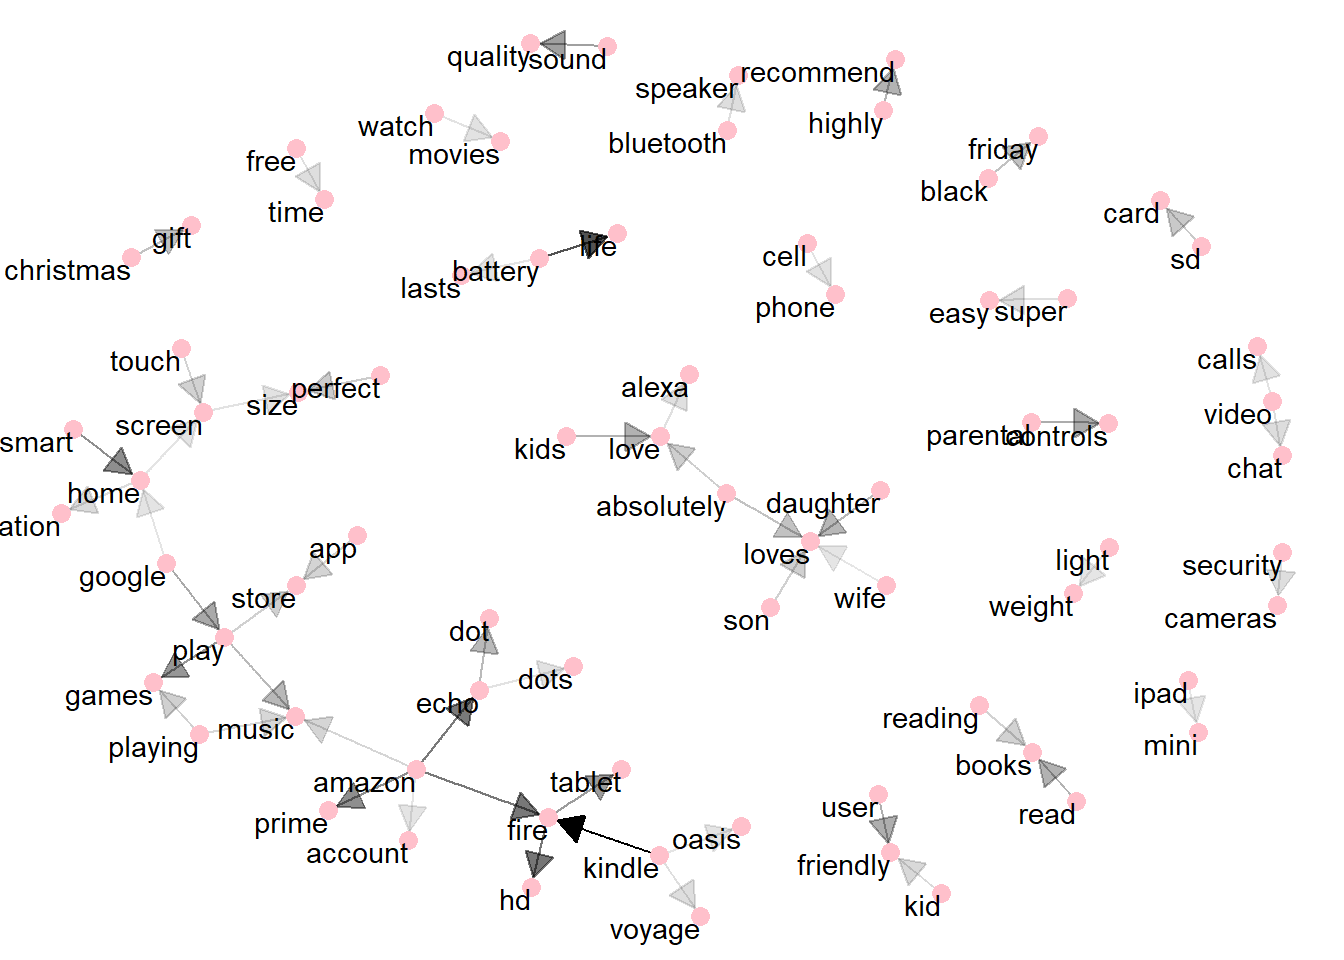 quality
sound
speaker
recommend
watch
movies
bluetooth
highly
free
time
friday
black
card
sd
gift
christmas
battery
life
lasts
cell
phone
easy
super
touch
screen
size
perfect
alexa
kids
love
absolutely
daughter
loves
son
wife
parental
controls
calls
video
chat
smart
home
ation
google
app
store
play
games
playing
music
light
weight
security
cameras
dot
dots
echo
amazon
prime
account
tablet
fire
hd
kindle
oasis
voyage
reading
books
read
ipad
mini
user
friendly
kid